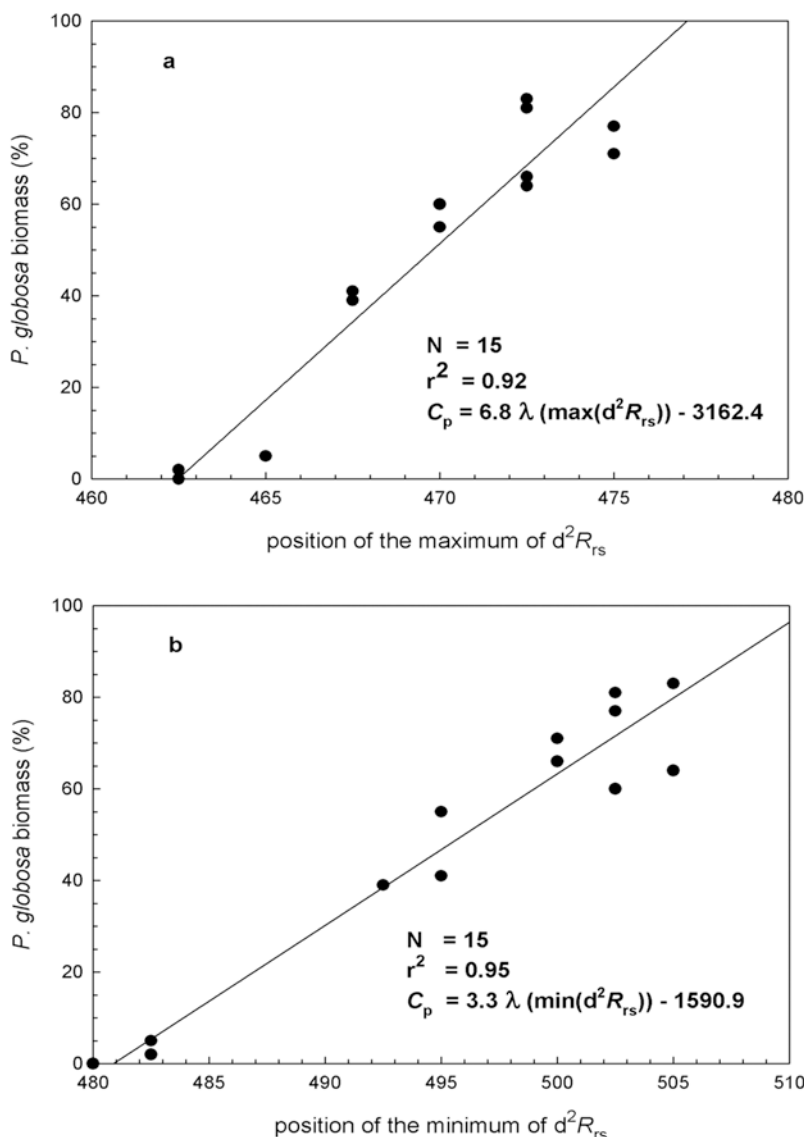 100
80
60
40
20
0
P. globosa biomass (%)
a
N = 15
r² = 0.92
Cp = 6.8 λ (max(d²Rrs)) - 3162.4
460 465 470 475 480
position of the maximum of d²Rrs
100
80
60
40
20
0
P. globosa biomass (%)
b
N = 15
r² = 0.95
Cp = 3.3 λ (min(d²Rrs)) - 1590.9
480 485 490 495 500 505 510
position of the minimum of d²Rrs